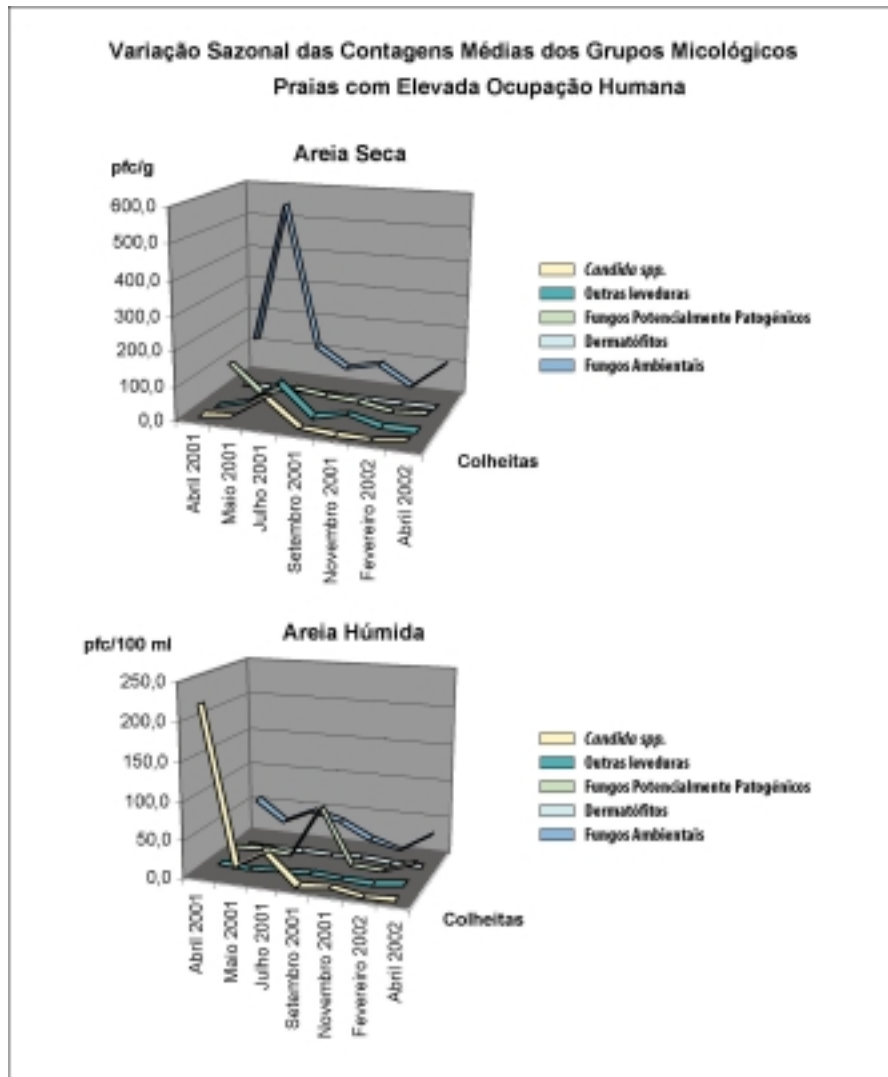 Variação Sazonal das Contagens Médias dos Grupos Micológicos
Praias com Elevada Ocupação Humana
Areia Seca
pfc/g
600,0
500,0
400,0
300,0
200,0
100,0
0,0
Abril 2001
Maio 2001
Julho 2001
Setembro 2001
Novembro 2001
Fevereiro 2002
Abril 2002
Colheitas
Candida spp.
Outras leveduras
Fungos Potencialmente Patogénicos
Dermatófitos
Fungos Ambientais
Areia Húmida
pfc/100 ml
250,0
200,0
150,0
100,0
50,0
0,0
Abril 2001
Maio 2001
Julho 2001
Setembro 2001
Novembro 2001
Fevereiro 2002
Abril 2002
Colheitas
Candida spp.
Outras leveduras
Fungos Potencialmente Patogénicos
Dermatófitos
Fungos Ambientais